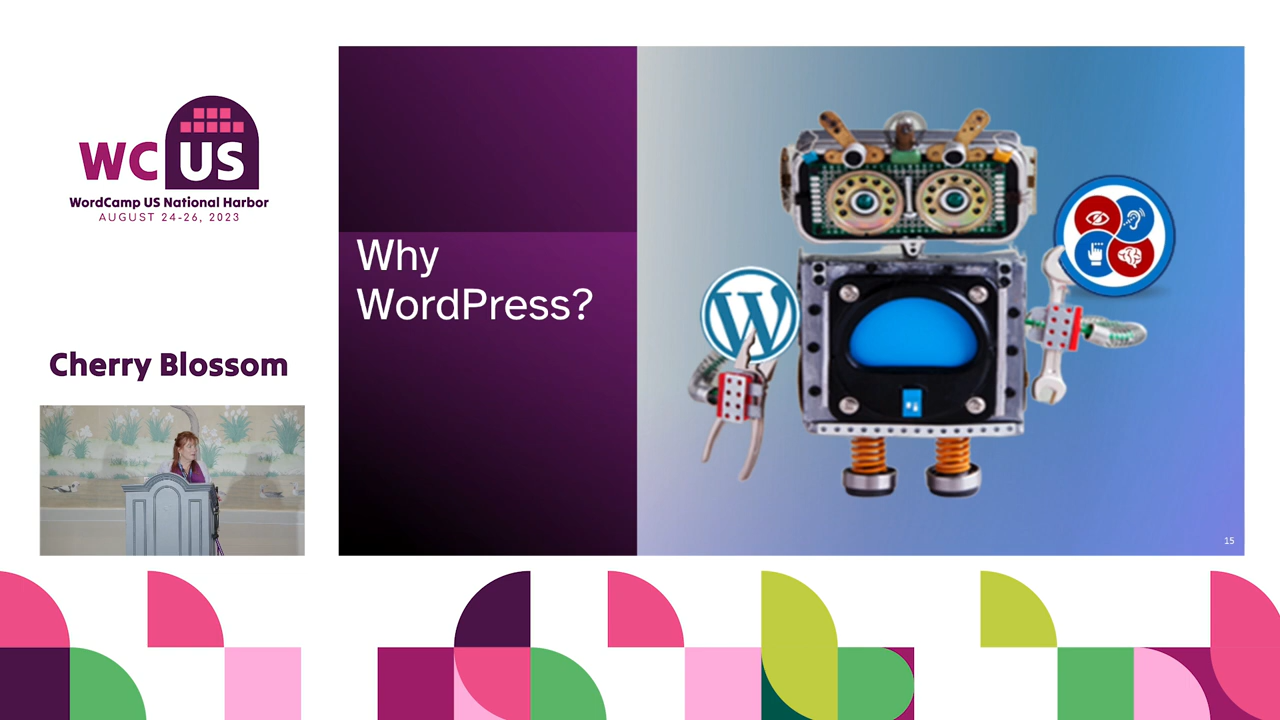 WC US
WordCamp US National Harbor
AUGUST 24-26, 2023
Cherry Blossom
Why
WordPress?
W
15